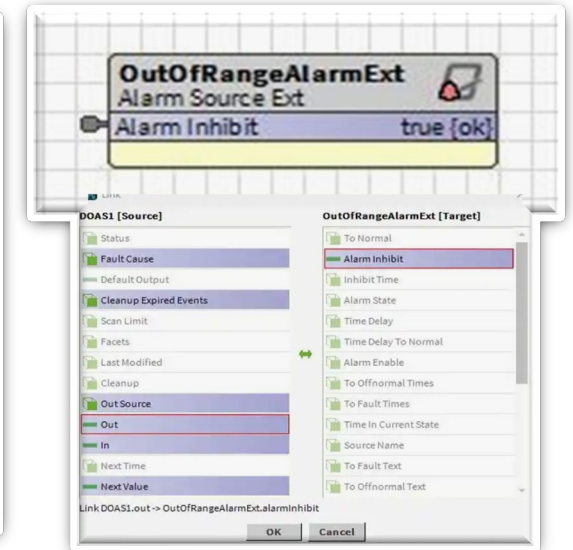 OutOfRangeAlarmExt
Alarm Source Ext
Alarm Inhibit true {ok}
Link
DOAS1 [Source]
Status
Fault Cause
Default Output
Cleanup Expired Events
Scan Limit
Facets
Last Modified
Cleanup
Out Source
Out
In
Next Time
Next Value
OutOfRangeAlarmExt [Target]
To Normal
Alarm Inhibit
Inhibit Time
Alarm State
Time Delay
Time Delay To Normal
Alarm Enable
To Offnormal Times
To Fault Times
Time In Current State
Source Name
To Fault Text
To Offnormal Text
Link DOAS1.out -> OutOfRangeAlarmExt.alarmInhibit
OK Cancel